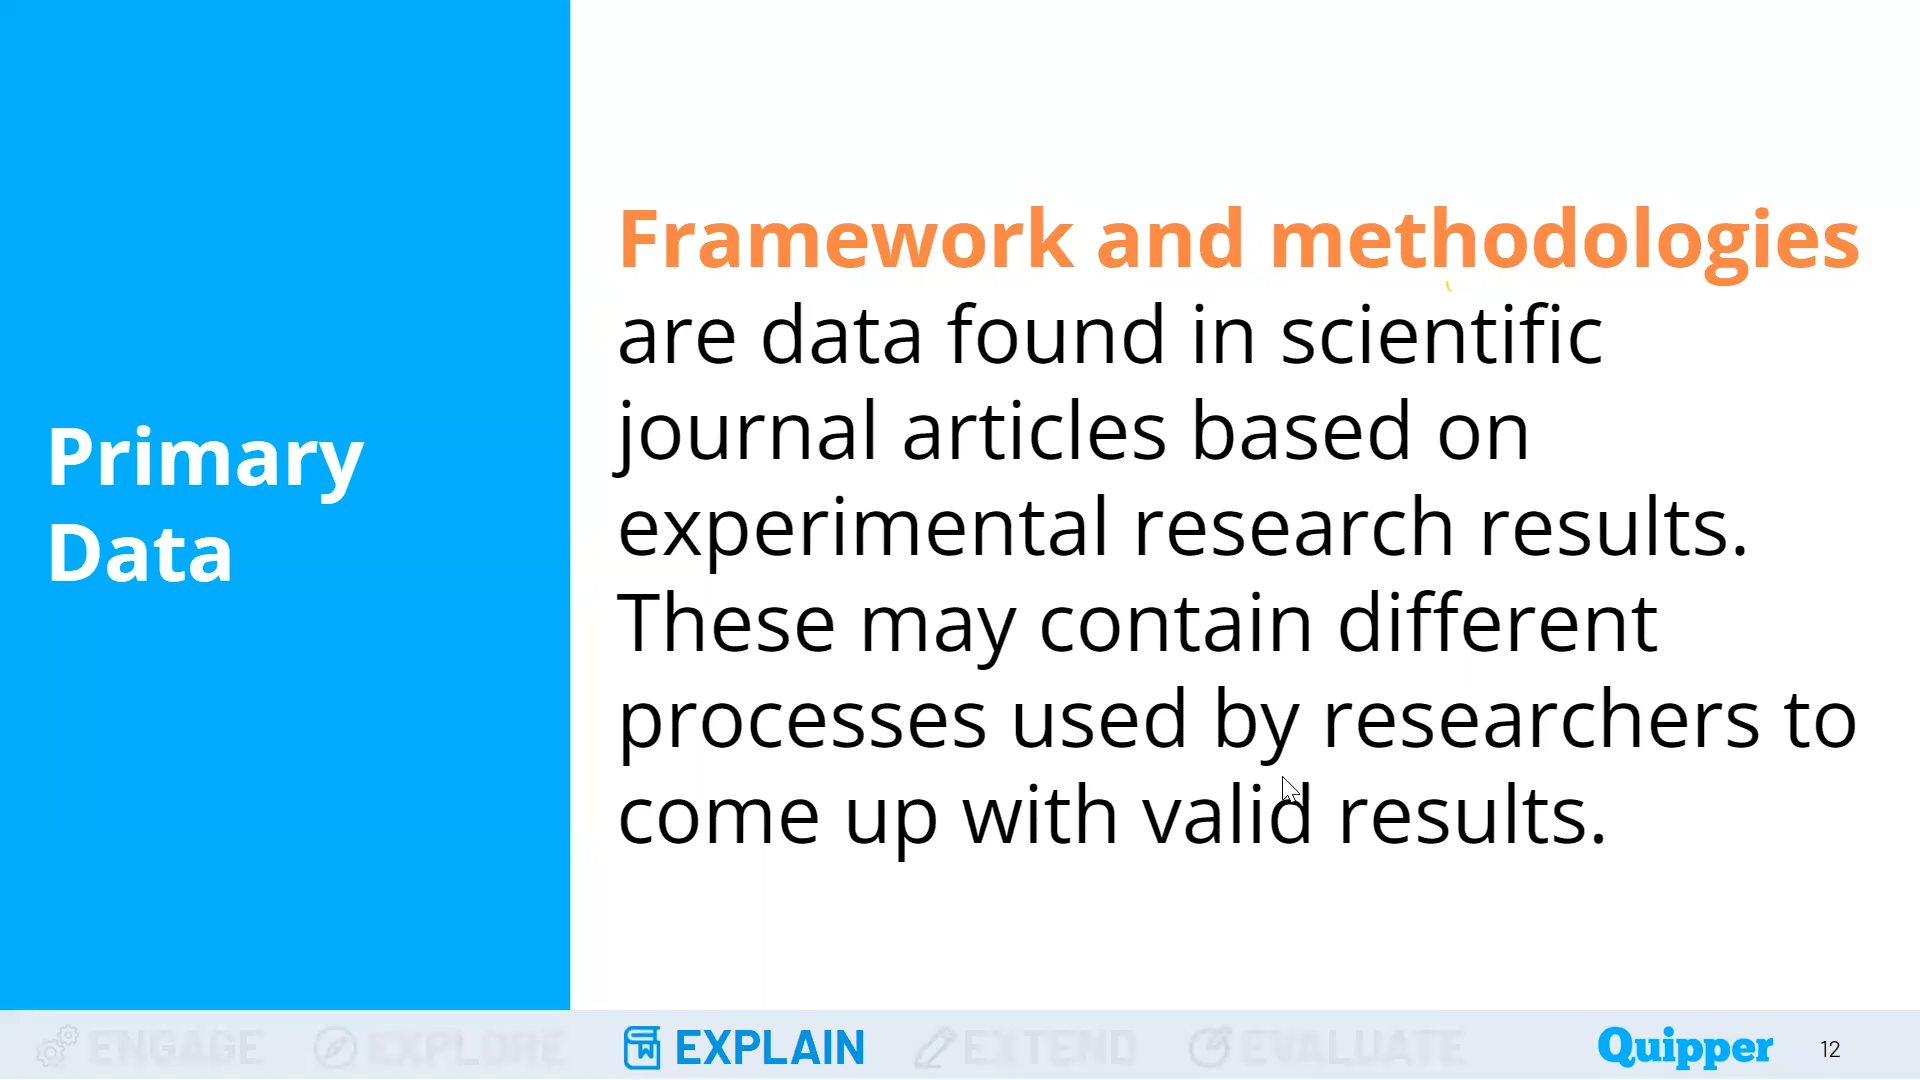 Primary
Data
Framework and methodologies
are data found in scientific
journal articles based on
experimental research results.
These may contain different
processes used by researchers to
come up with valid results.
ENGAGE
EXPLORE
EXPLAIN
EXTEND
EVALUATE
Quipper
12